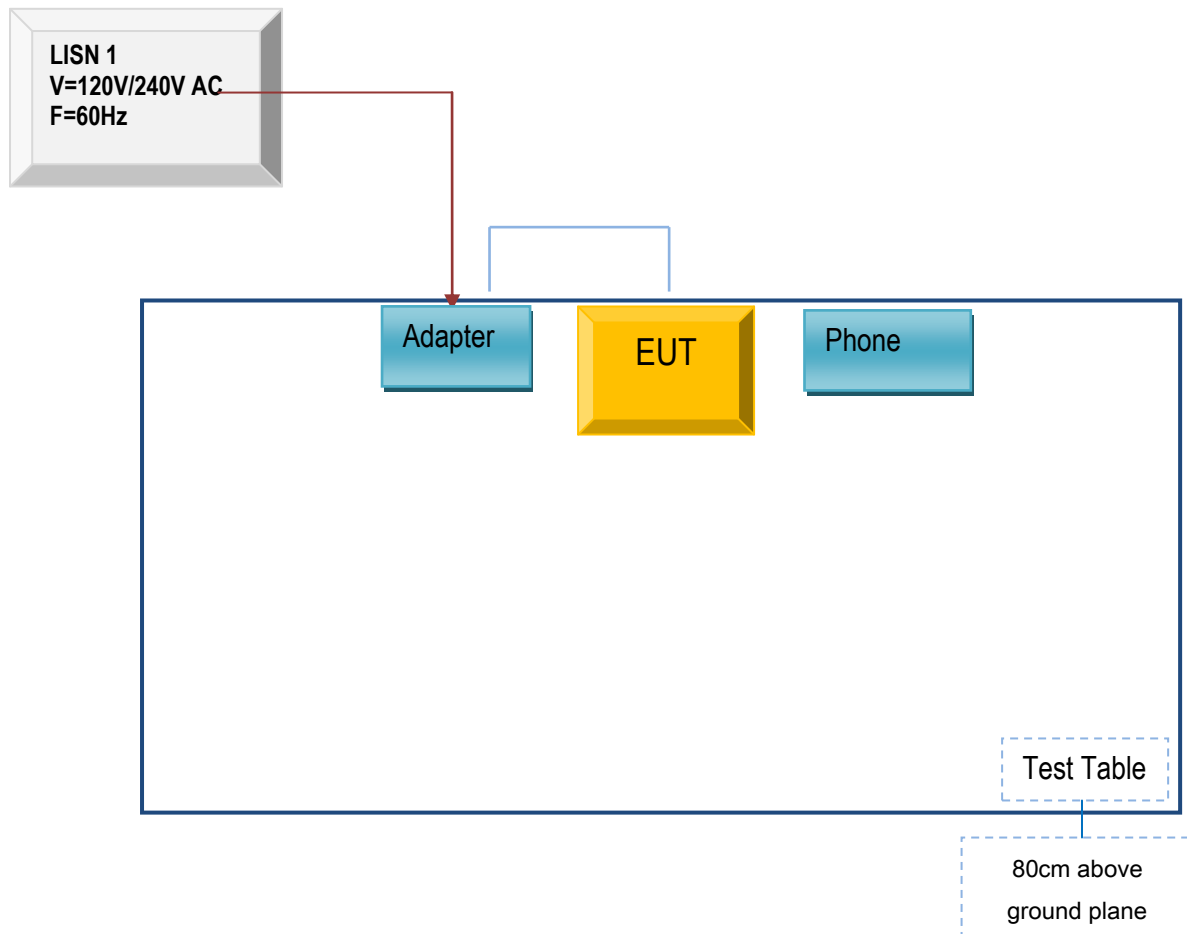 LISN 1
V=120V/240V AC
F=60Hz
Adapter
EUT
Phone
Test Table
80cm above
ground plane